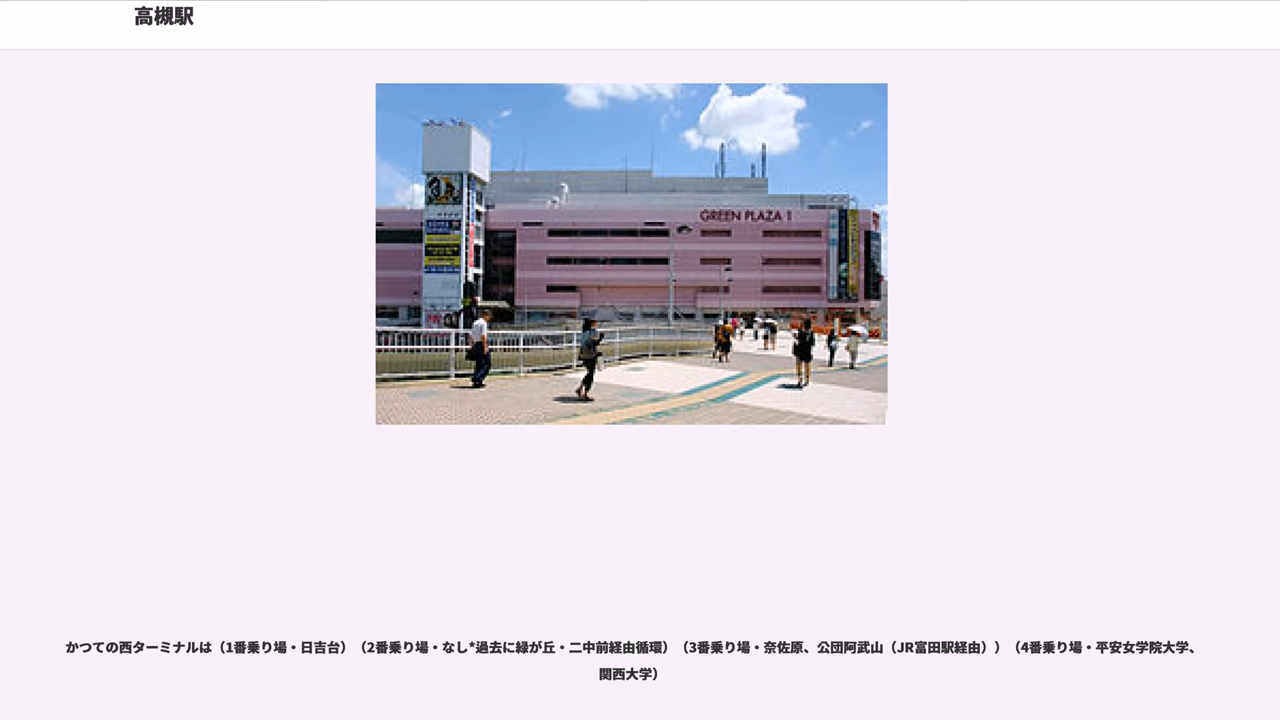 高槻駅
GREEN PLAZA 1
かつての西ターミナルは（1番乗り場・日吉台）（2番乗り場・なし*過去に緑が丘・二中前経由循環）（3番乗り場・奈佐原、公団阿武山（JR富田駅経由））（4番乗り場・平安女学院大学、
関西大学）